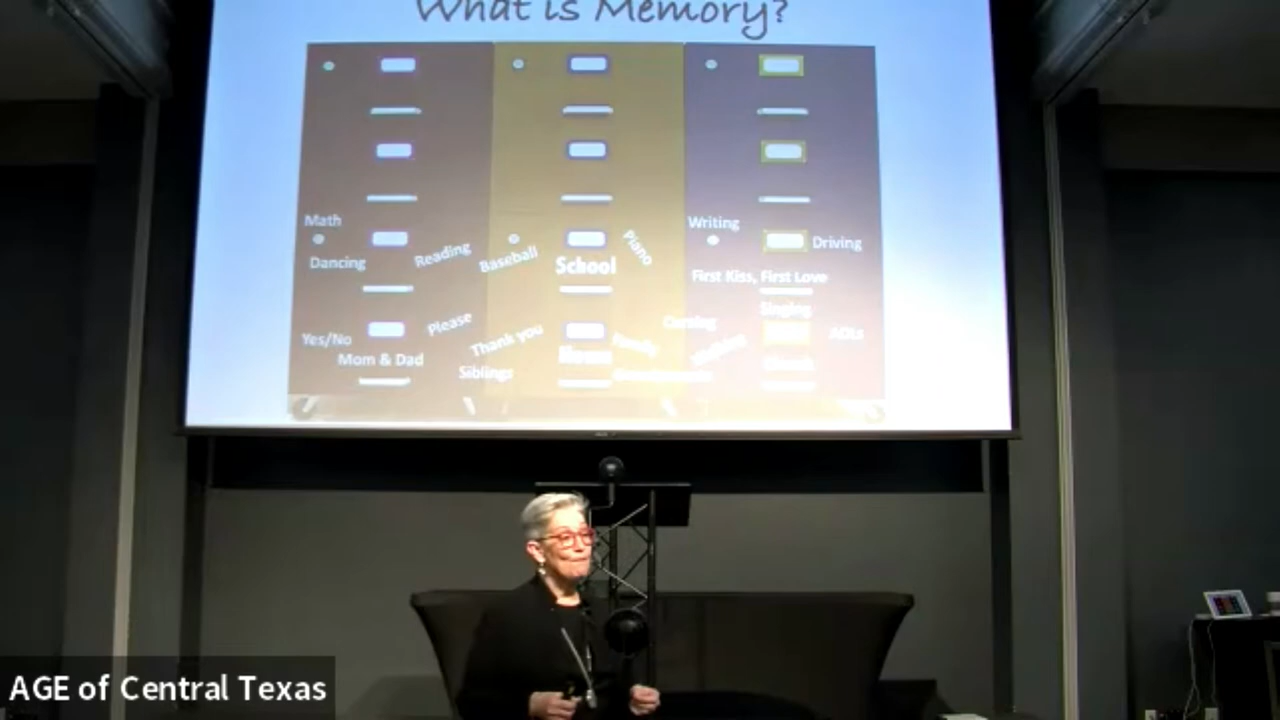 What is Memory?
Math
Writing
Dancing
Reading
Baseball
School
Piano
Driving
First Kiss, First Love
Singing
Yes/No
Please
Thank you
Family
ADLs
Mom & Dad
Siblings
AGE of Central Texas